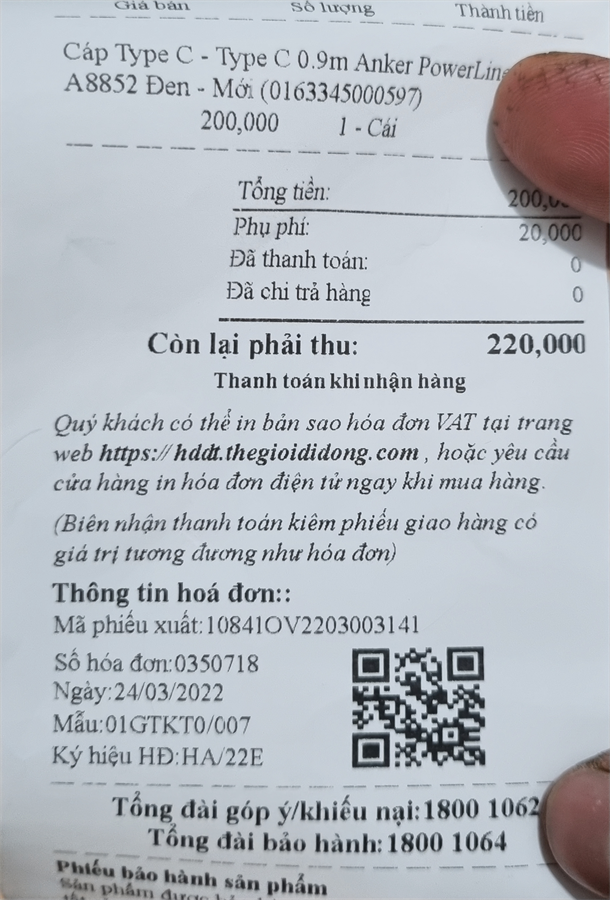 Giá bán Số lượng Thành tiền
Cáp Type C - Type C 0.9m Anker PowerLine
A8852 Đen - Mới (0163345000597)
200,000 1 - Cái
Tổng tiền: 200,0
Phụ phí: 20,000
Đã thanh toán: 0
Đã chi trả hàng 0
Còn lại phải thu: 220,000
Thanh toán khi nhận hàng
Quý khách có thể in bản sao hóa đơn VAT tại trang
web https://hddt.thegioididong.com , hoặc yêu cầu
cửa hàng in hóa đơn điện tử ngay khi mua hàng.
(Biên nhận thanh toán kiêm phiếu giao hàng có
giá trị tương đương như hóa đơn)
Thông tin hoá đơn::
Mã phiếu xuất:10841OV2203003141
Số hóa đơn:0350718
Ngày:24/03/2022
Mẫu:01GTKT0/007
Ký hiệu HĐ:HA/22E
Tổng đài góp ý/khiếu nại:1800 1062
Tổng đài bảo hành:1800 1064
Phiếu bảo hành sản phẩm
Sản phẩm được